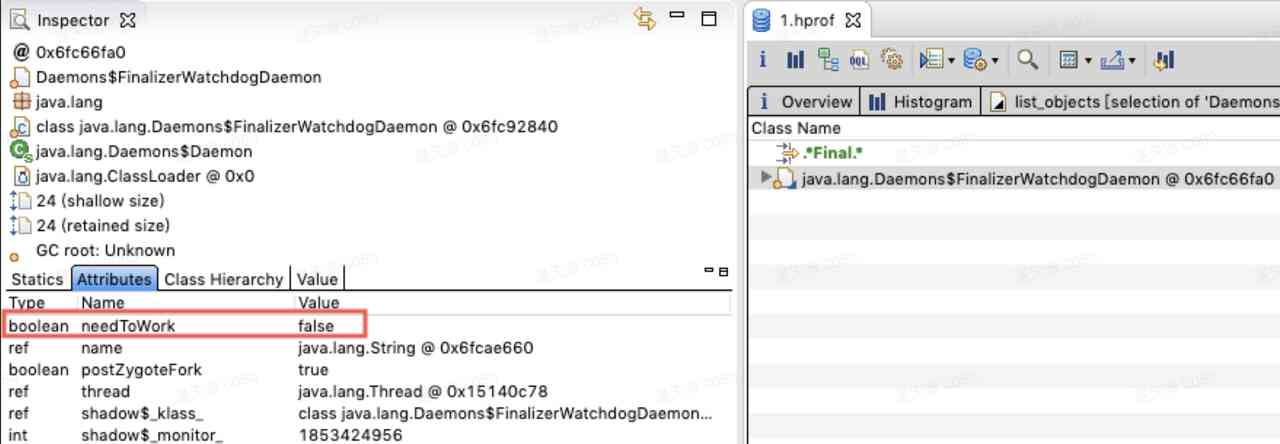 Inspector
0x6fc66fa0
Daemons$FinalizerWatchdogDaemon
java.lang
class java.lang.Daemons$FinalizerWatchdogDaemon @ 0x6fc92840
java.lang.Daemons$Daemon
java.lang.ClassLoader @ 0x0
24 (shallow size)
24 (retained size)
GC root: Unknown
Statics Attributes Class Hierarchy Value
Type Name Value
boolean needToWork false
ref name java.lang.String @ 0x6fcae660
boolean postZygoteFork true
ref thread java.lang.Thread @ 0x15140c78
ref shadow$_klass_ class java.lang.Daemons$FinalizerWatchdogDaemon...
int shadow$_monitor_ 1853424956
1.hprof
i OQL
i Overview Histogram list_objects [selection of 'Daemons
Class Name
.*Final.*
java.lang.Daemons$FinalizerWatchdogDaemon @ 0x6fc66fa0